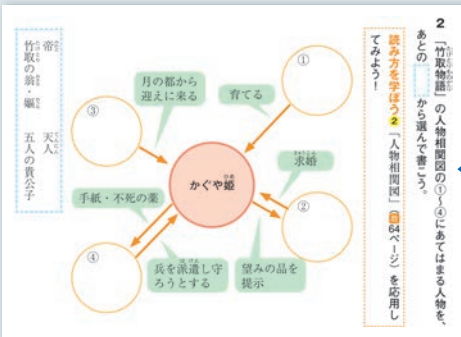 2 『竹取物語』の人物相関図の①〜④にあてはまる人物を、
あとの から選んで書こう。
読み方を学ぼう2「人物相関図」(教64ページ)を応用し
てみよう!
①
育てる
求婚
②
望みの品を
提示
かぐや姫
月の都から
迎えに来る
③
手紙・不死の薬
兵を派遣し守
ろうとする
④
帝 天人
竹取の翁・嫗 五人の貴公子